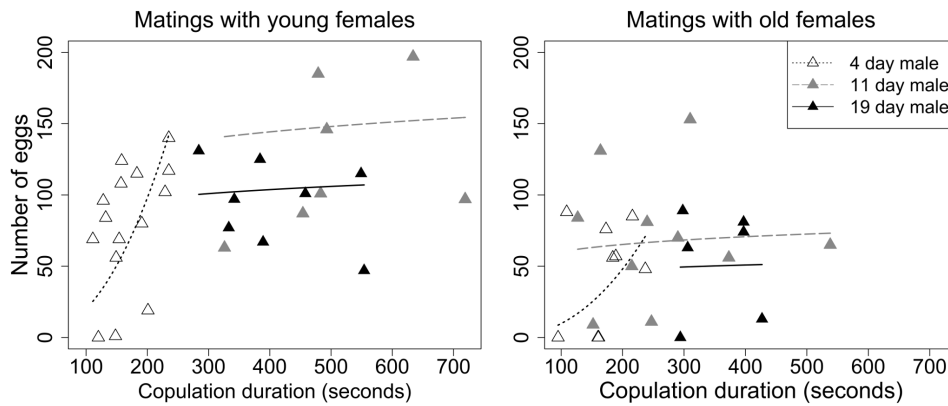 Matings with young females
Matings with old females
Number of eggs
200
150
100
50
0
100 200 300 400 500 600 700
Copulation duration (seconds)
4 day male
11 day male
19 day male
200
150
100
50
0
100 200 300 400 500 600 700
Copulation duration (seconds)